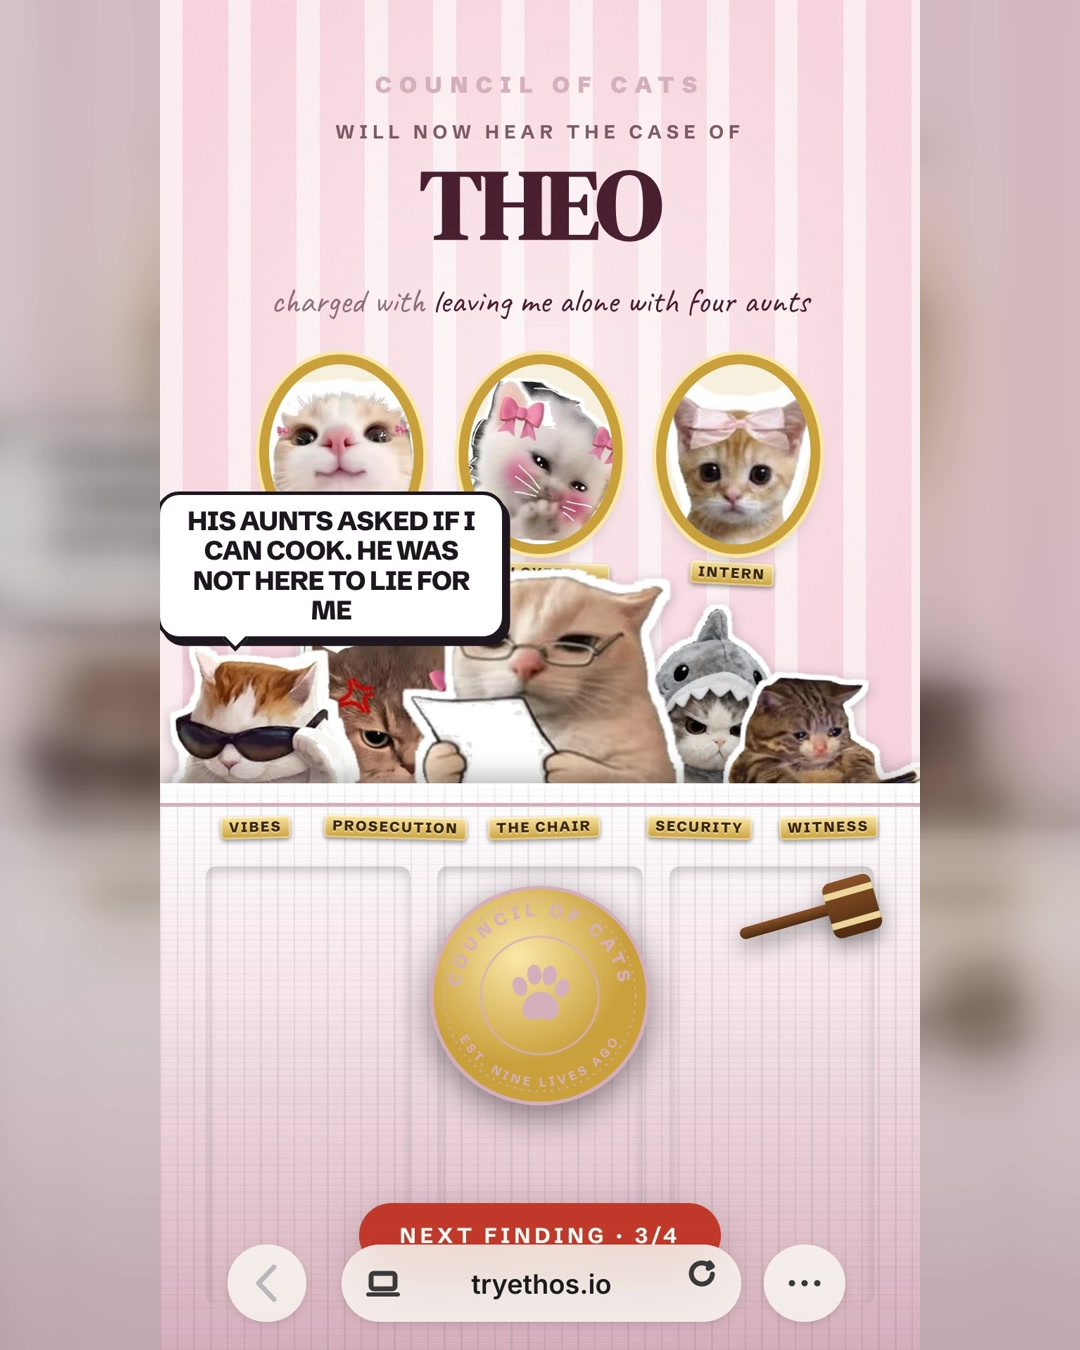 COUNCIL OF CATS
WILL NOW HEAR THE CASE OF
THEO
charged with leaving me alone with four aunts
HIS AUNTS ASKED IF I
CAN COOK. HE WAS
NOT HERE TO LIE FOR
ME
INTERN
VIBES
PROSECUTION
THE CHAIR
SECURITY
WITNESS
COUNCIL OF CATS
EST. NINE LIVES AGO
NEXT FINDING · 3/4
tryethos.io